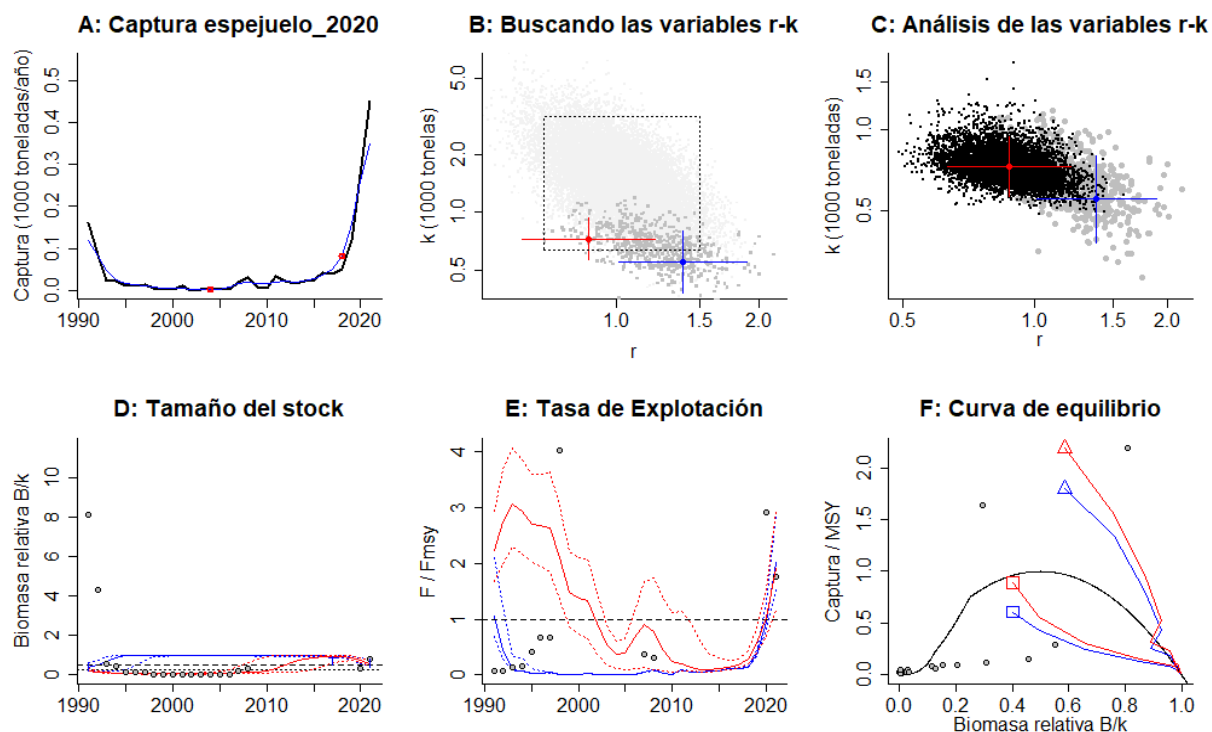 A: Captura espejuelo_2020
B: Buscando las variables r-k
C: Análisis de las variables r-k
Captura (1000 toneladas/año)
0.0 0.1 0.2 0.3 0.4 0.5
1990 2000 2010 2020
k (1000 tonelas)
0.5 1.0 2.0 5.0
1.0 1.5 2.0
r
k (1000 toneladas)
0.5 1.0 1.5
0.5 1.0 1.5 2.0
r
D: Tamaño del stock
E: Tasa de Explotación
F: Curva de equilibrio
Biomasa relativa B/k
0 2 4 6 8 10
1990 2000 2010 2020
F / Fmsy
0 1 2 3 4
1990 2000 2010 2020
Captura / MSY
0.0 0.5 1.0 1.5 2.0
0.0 0.2 0.4 0.6 0.8 1.0
Biomasa relativa B/k